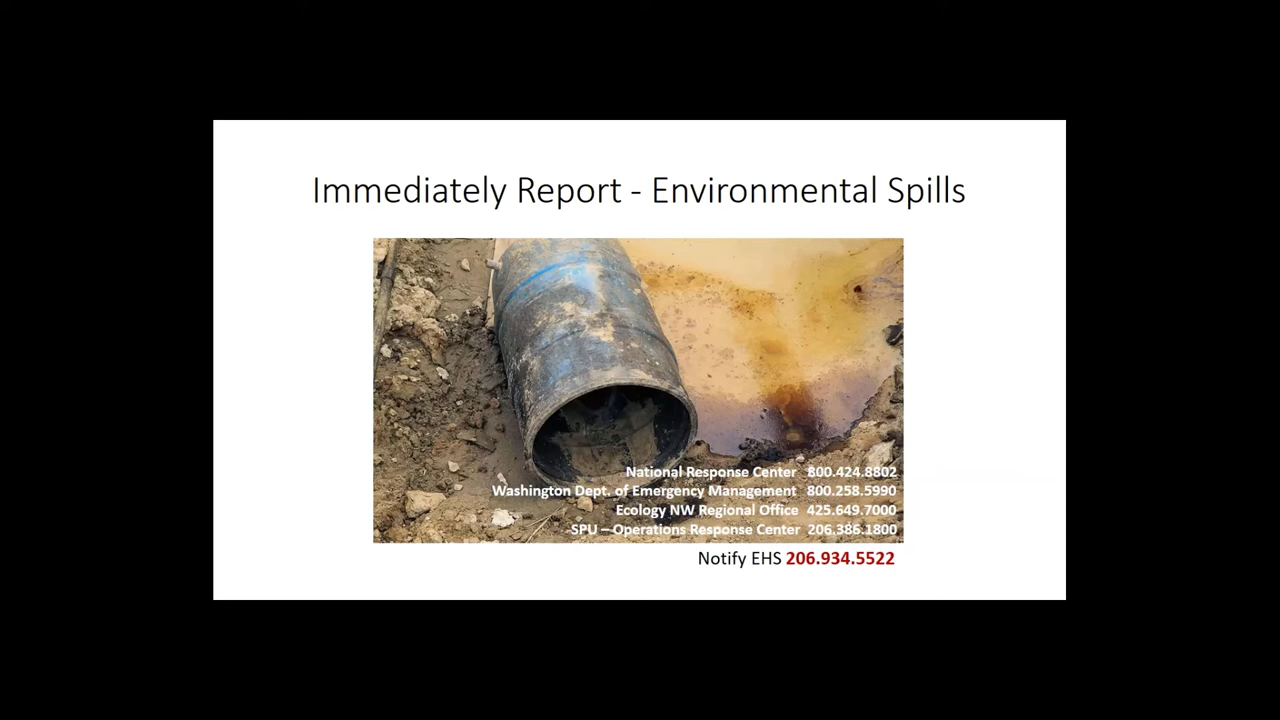 Immediately Report - Environmental Spills
National Response Center 800.424.8802
Washington Dept. of Emergency Management 800.258.5990
Ecology NW Regional Office 425.649.7000
SPU – Operations Response Center 206.386.1800
Notify EHS 206.934.5522